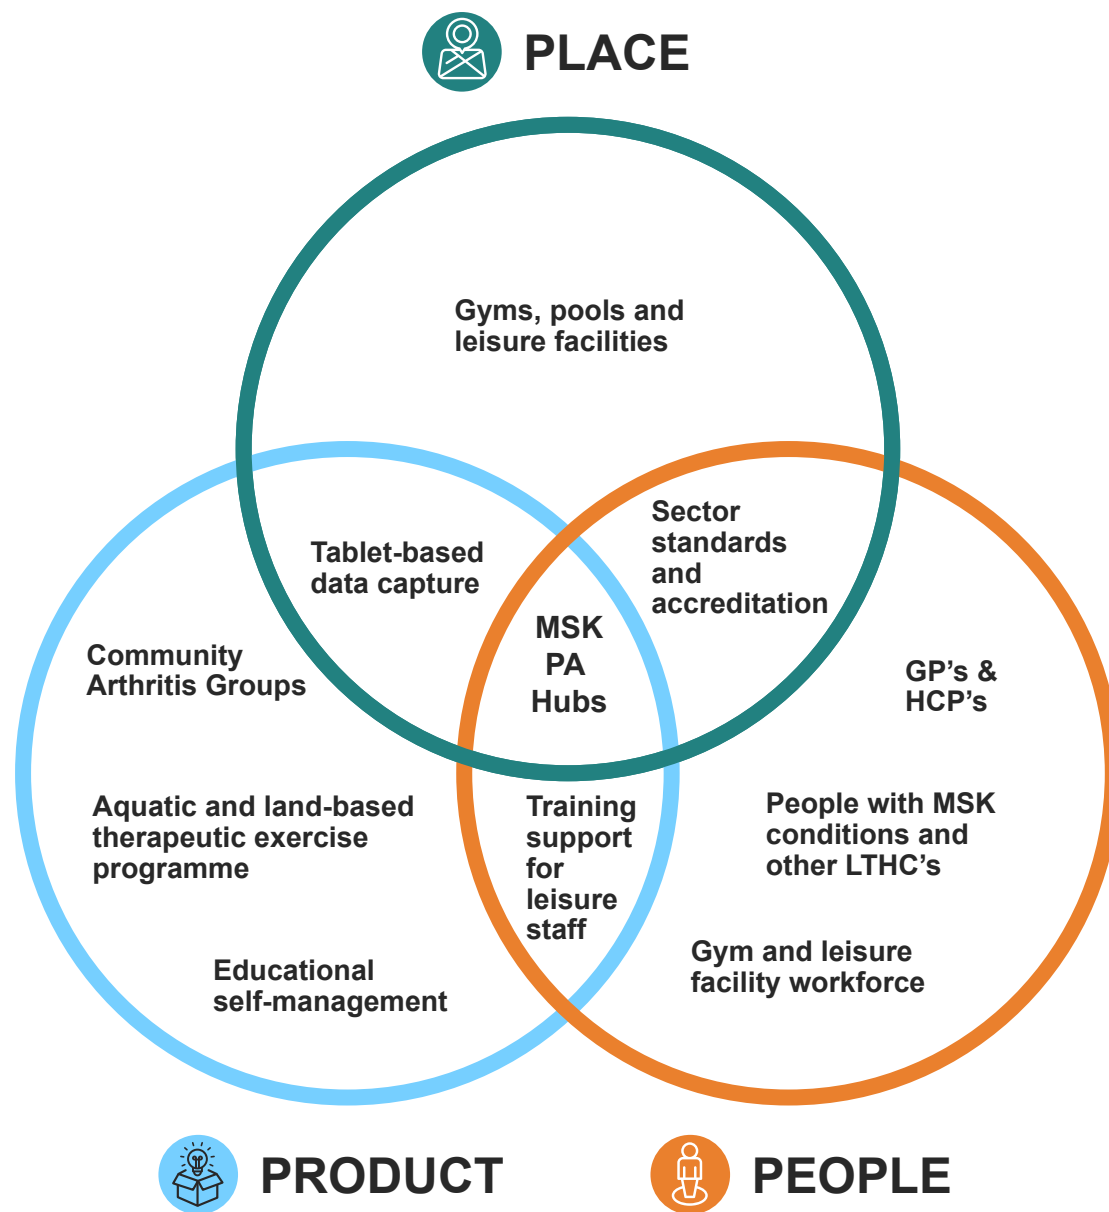 PLACE
Gyms, pools and
leisure facilities
Tablet-based
data capture
Sector
standards
and
accreditation
MSK
PA
Hubs
Community
Arthritis Groups
GP’s &
HCP’s
Aquatic and land-based
therapeutic exercise
programme
Training
support
for
leisure
staff
People with MSK
conditions and
other LTHC’s
Educational
self-management
Gym and leisure
facility workforce
PRODUCT
PEOPLE